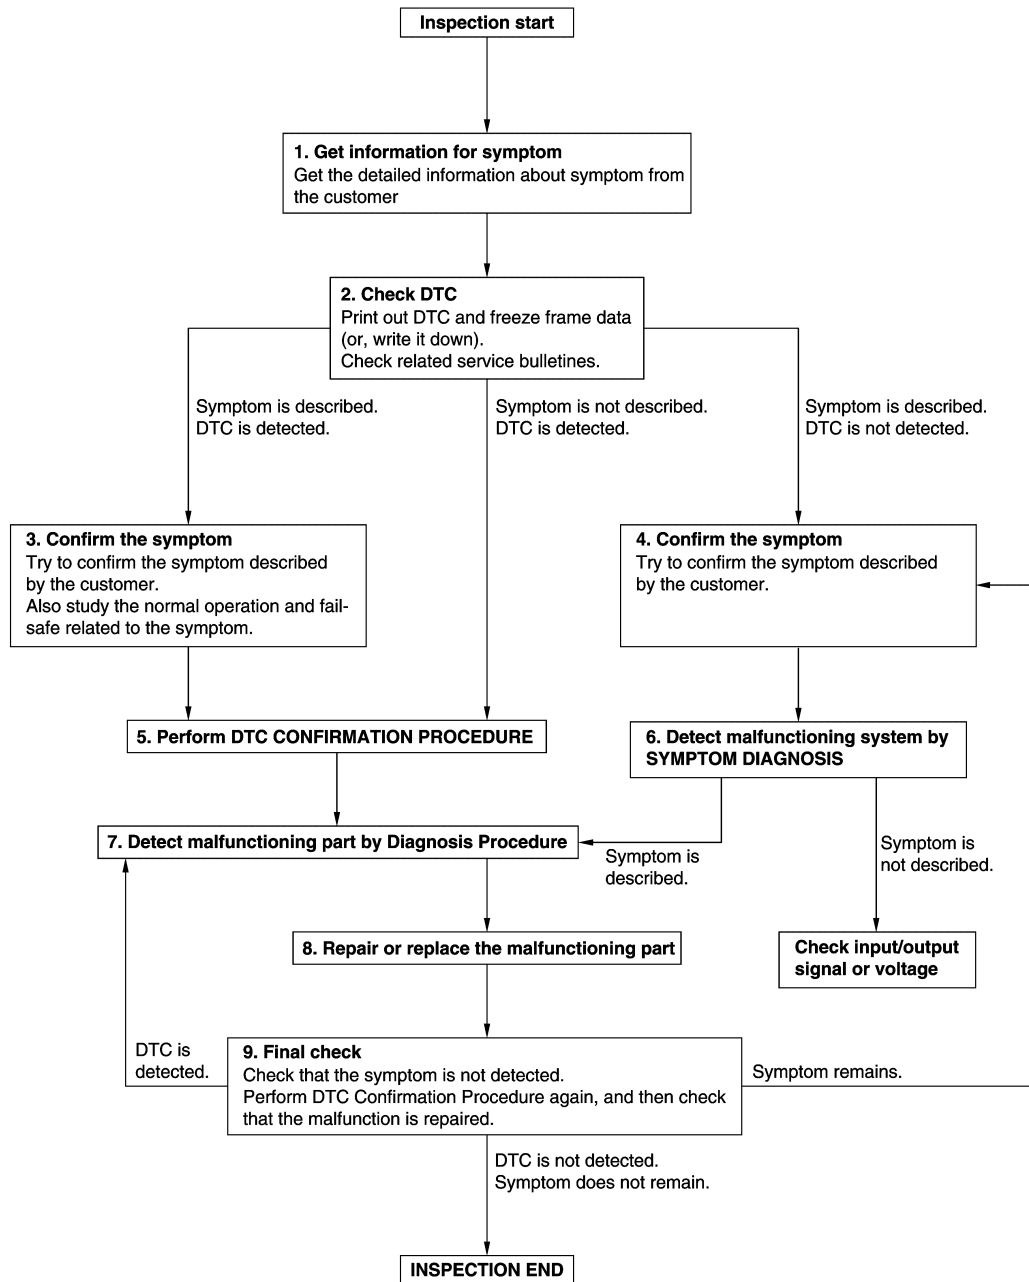 Inspection start
1. Get information for symptom
Get the detailed information about symptom from
the customer
2. Check DTC
Print out DTC and freeze frame data
(or, write it down).
Check related service bulletines.
Symptom is described.
DTC is detected.
Symptom is not described.
DTC is detected.
Symptom is described.
DTC is not detected.
3. Confirm the symptom
Try to confirm the symptom described
by the customer.
Also study the normal operation and fail-
safe related to the symptom.
4. Confirm the symptom
Try to confirm the symptom described
by the customer.
5. Perform DTC CONFIRMATION PROCEDURE
6. Detect malfunctioning system by
SYMPTOM DIAGNOSIS
7. Detect malfunctioning part by Diagnosis Procedure
Symptom is
described.
Symptom is
not described.
8. Repair or replace the malfunctioning part
Check input/output
signal or voltage
DTC is
detected.
9. Final check
Check that the symptom is not detected.
Perform DTC Confirmation Procedure again, and then check
that the malfunction is repaired.
Symptom remains.
DTC is not detected.
Symptom does not remain.
INSPECTION END